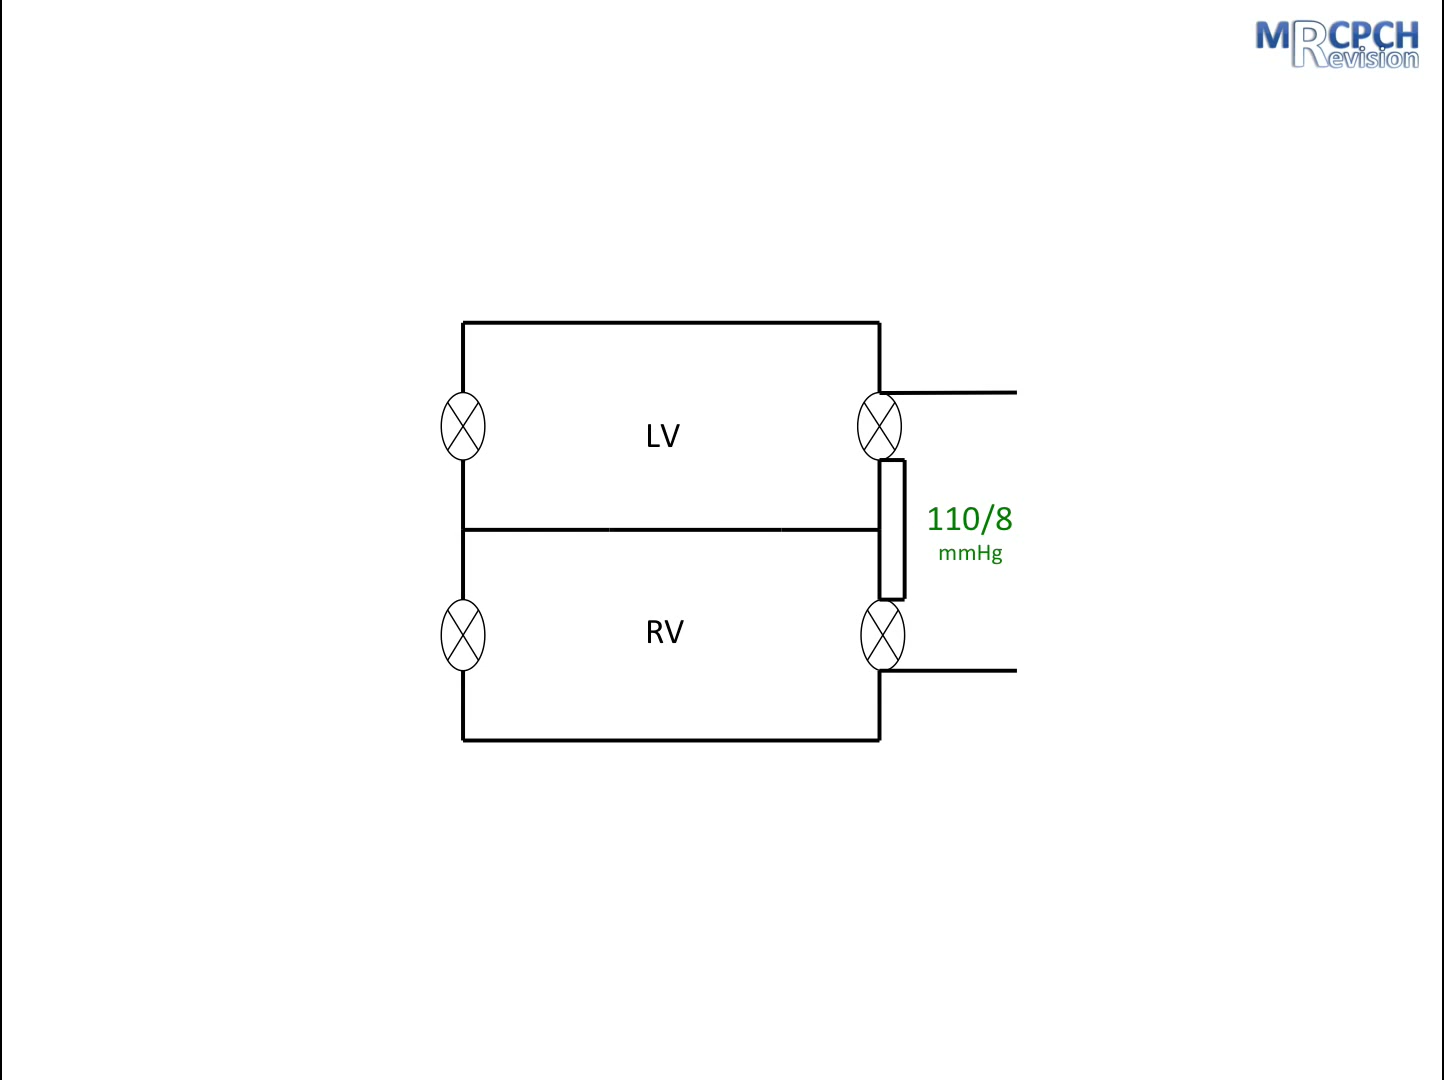 MRCPCH
Revision
LV
110/8
mmHg
RV